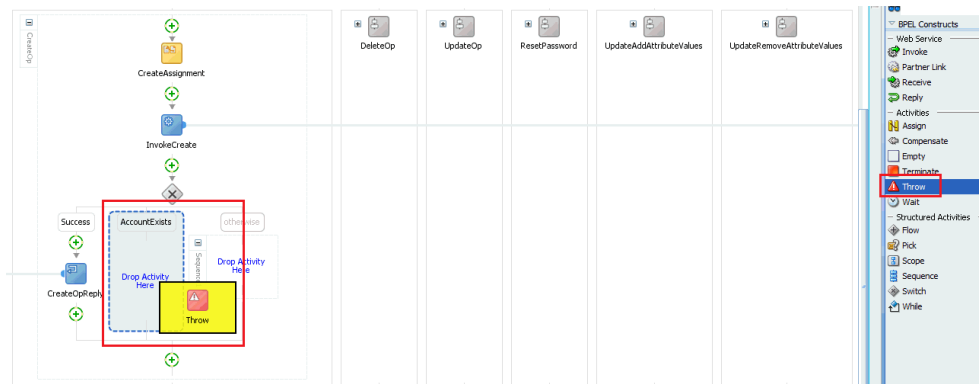 CreateOp
CreateAssignment
InvokeCreate
Success
AccountExists
otherwise
Drop Activity
Here
Sequence
Drop Activity
Here
CreateOpReply
Throw
DeleteOp
UpdateOp
ResetPassword
UpdateAddAttributeValues
UpdateRemoveAttributeValues
BPEL Constructs
Web Service
Invoke
Partner Link
Receive
Reply
Activities
Assign
Compensate
Empty
Terminate
Throw
Wait
Structured Activities
Flow
Pick
Scope
Sequence
Switch
While